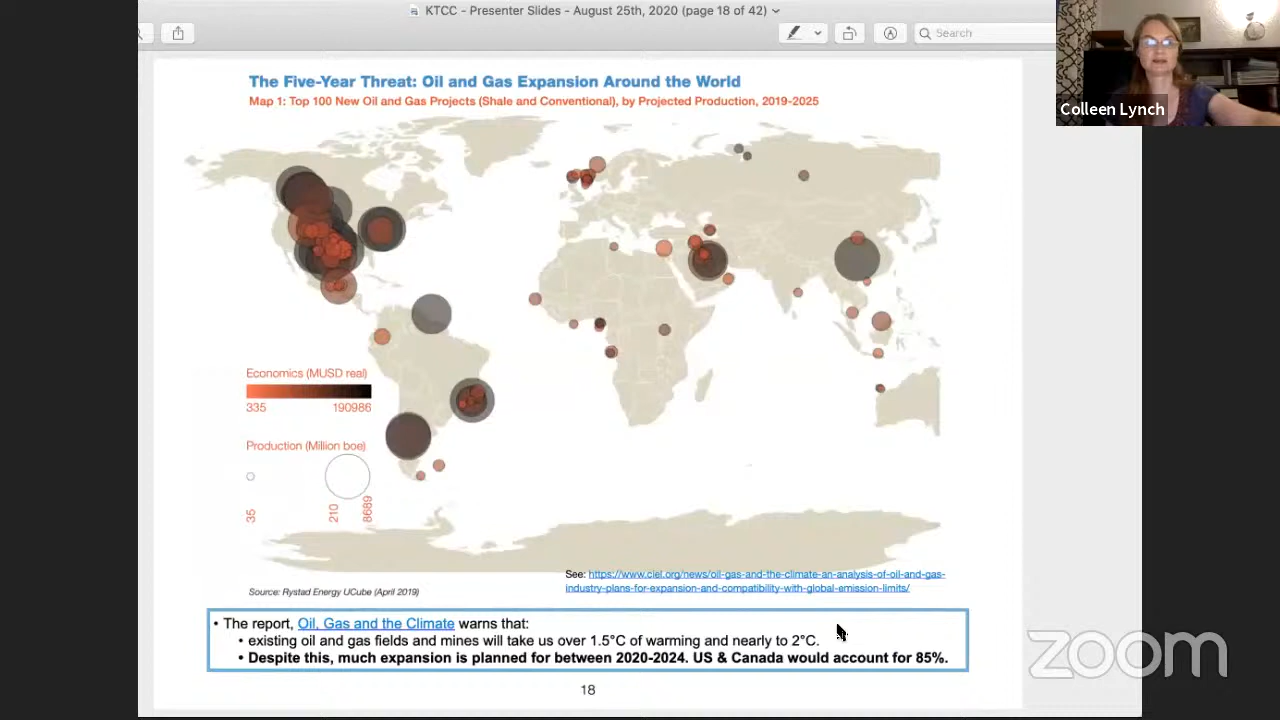 KTCC - Presenter Slides - August 25th, 2020 (page 18 of 42)
Search
Colleen Lynch
The Five-Year Threat: Oil and Gas Expansion Around the World
Map 1: Top 100 New Oil and Gas Projects (Shale and Conventional), by Projected Production, 2019-2025
Economics (MUSD real)
335 190986
Production (Million boe)
35 210 8689
See: https://www.ciel.org/news/oil-gas-and-the-climate-an-analysis-of-oil-and-gas-
industry-plans-for-expansion-and-compatibility-with-global-emission-limits/
Source: Rystad Energy UCube (April 2019)
• The report, Oil, Gas and the Climate warns that:
• existing oil and gas fields and mines will take us over 1.5°C of warming and nearly to 2°C.
• Despite this, much expansion is planned for between 2020-2024. US & Canada would account for 85%.
zoom
18